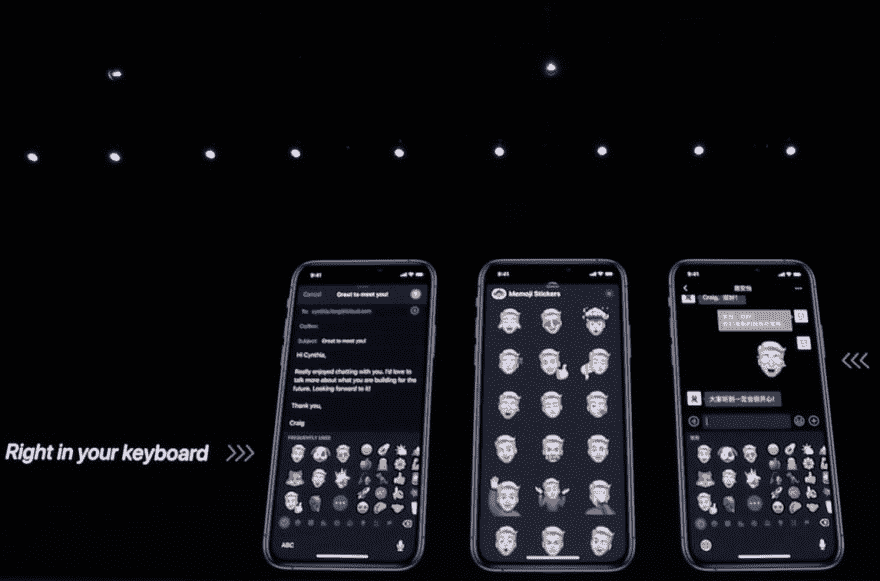 Right in your keyboard
9:41
Cancel
Great to meet you!
To:
Subject: Great to meet you!
Hi Cynthia,
Really enjoyed chatting with you. I'd love to
talk more about what you are building for the
future. Looking forward to it!
Thank you,
Craig
FREQUENTLY USED
ABC
9:41
Memoji Stickers
9:41
Craig,